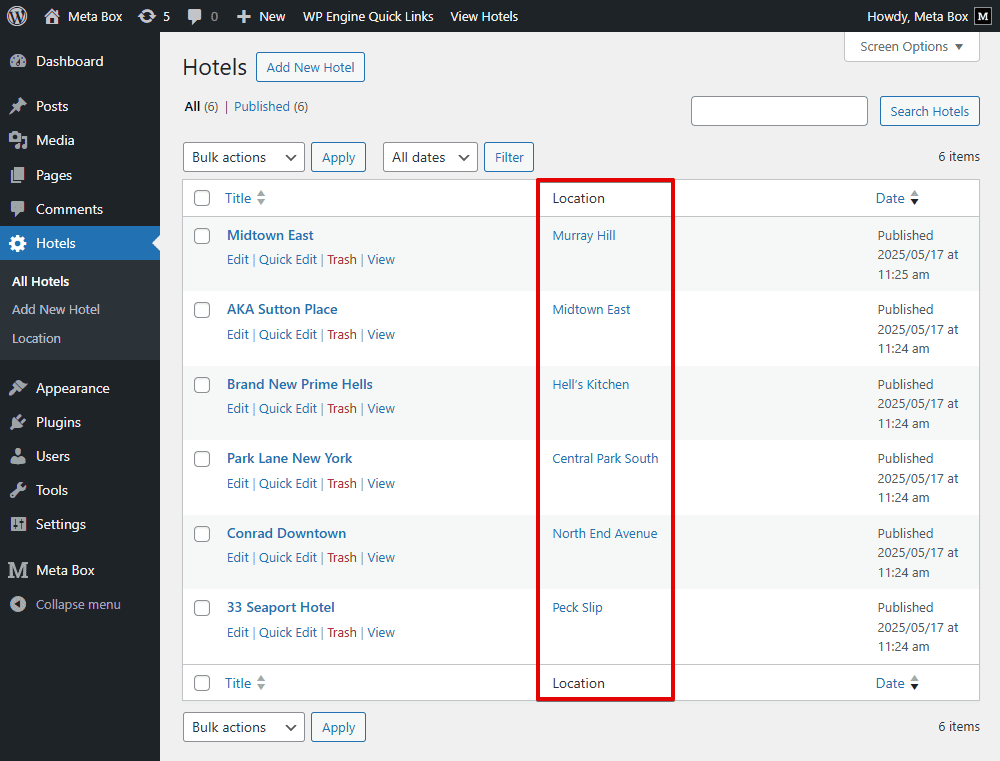 Meta Box 5 0 New WP Engine Quick Links View Hotels Howdy, Meta Box M
Dashboard
Posts
Media
Pages
Comments
Hotels
All Hotels
Add New Hotel
Location
Appearance
Plugins
Users
Tools
Settings
Meta Box
Collapse menu
Screen Options
Hotels Add New Hotel
All (6) | Published (6)
Search Hotels
Bulk actions Apply All dates Filter 6 items
Title Location Date
Midtown East Murray Hill Published
Edit | Quick Edit | Trash | View 2025/05/17 at
11:25 am
AKA Sutton Place Midtown East Published
Edit | Quick Edit | Trash | View 2025/05/17 at
11:24 am
Brand New Prime Hells Hell's Kitchen Published
Edit | Quick Edit | Trash | View 2025/05/17 at
11:24 am
Park Lane New York Central Park South Published
Edit | Quick Edit | Trash | View 2025/05/17 at
11:24 am
Conrad Downtown North End Avenue Published
Edit | Quick Edit | Trash | View 2025/05/17 at
11:24 am
33 Seaport Hotel Peck Slip Published
Edit | Quick Edit | Trash | View 2025/05/17 at
11:24 am
Title Location Date
Bulk actions Apply 6 items